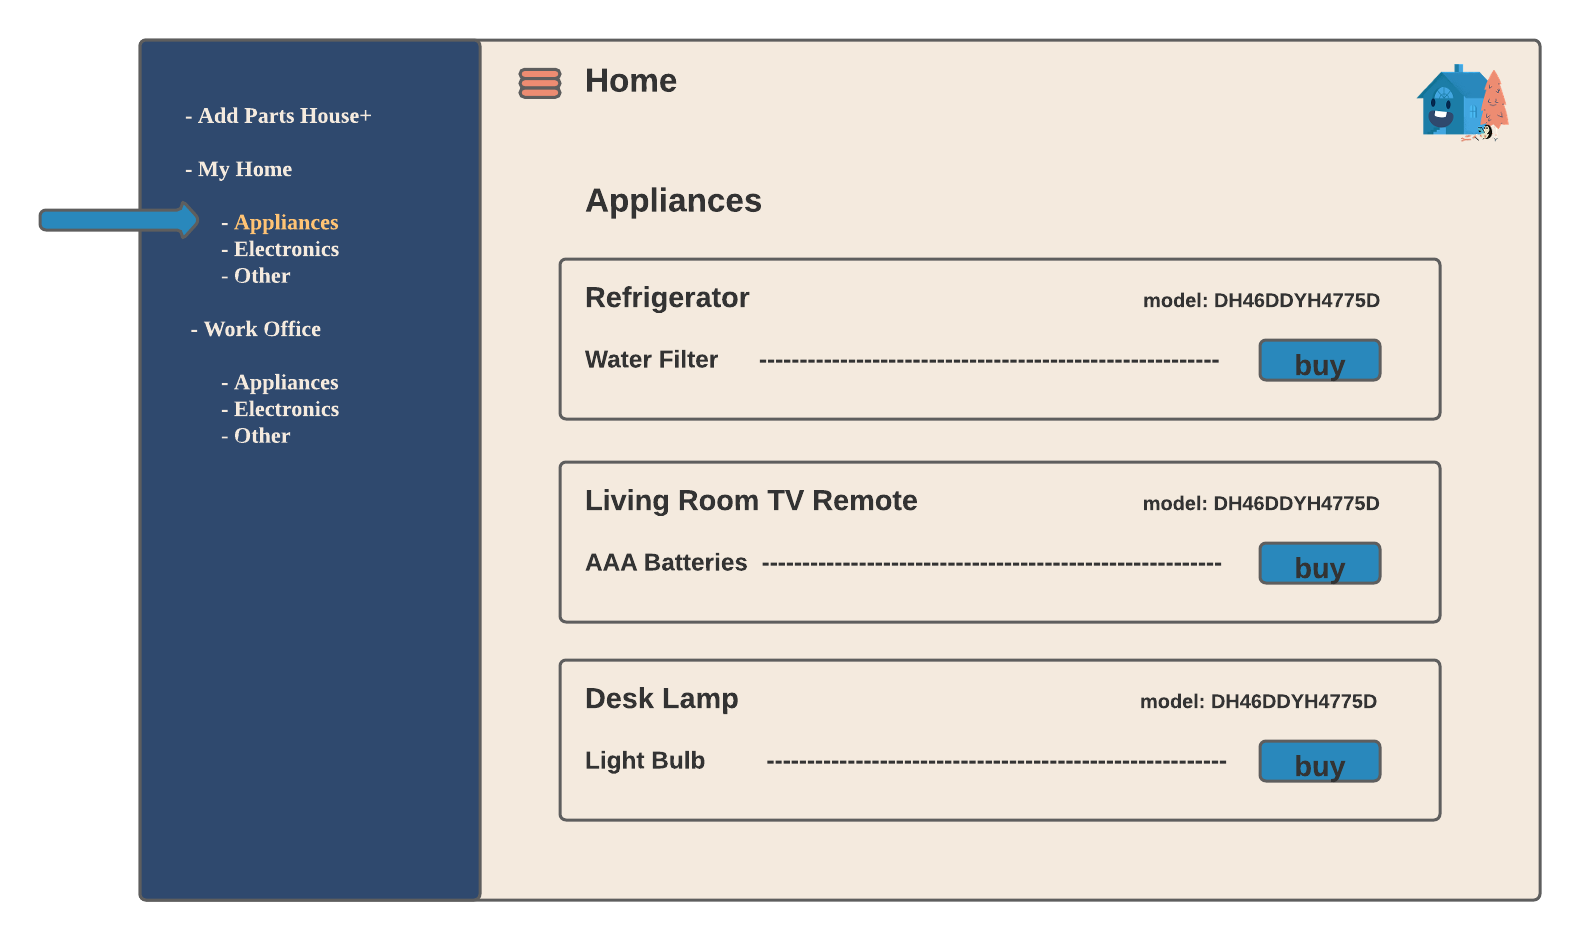 - Add Parts House+
- My Home
- Appliances
- Electronics
- Other
- Work Office
- Appliances
- Electronics
- Other
Home
Appliances
Refrigerator model: DH46DDYH4775D
Water Filter --------------------------------------------------------- buy
Living Room TV Remote model: DH46DDYH4775D
AAA Batteries --------------------------------------------------------- buy
Desk Lamp model: DH46DDYH4775D
Light Bulb --------------------------------------------------------- buy